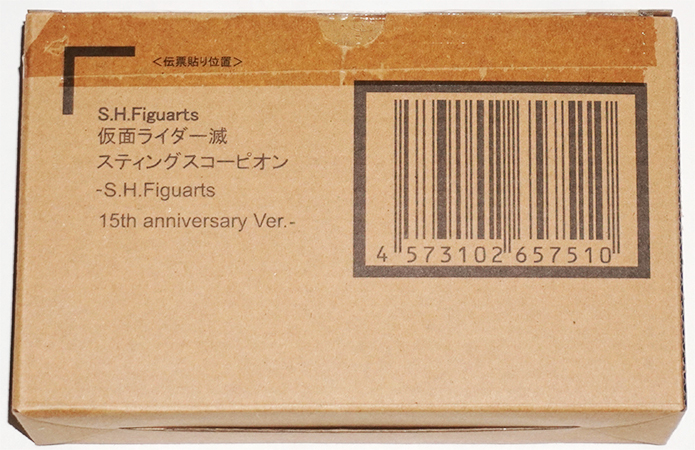 <伝票貼り位置>
S.H.Figuarts
仮面ライダー滅
スティングスコーピオン
-S.H.Figuarts
15th anniversary Ver.-
4 573102 657510